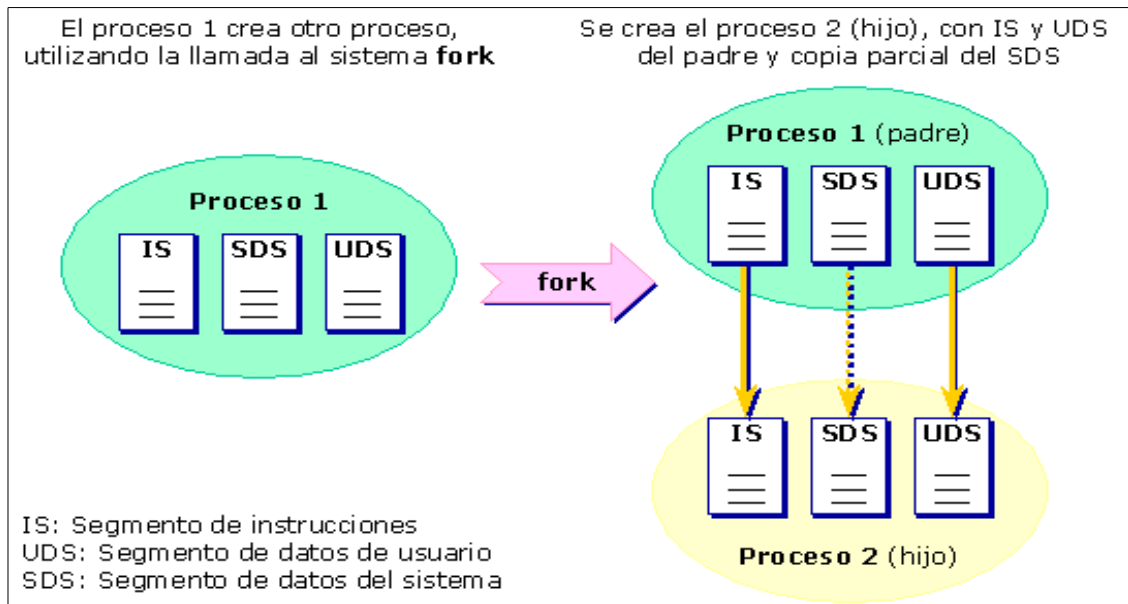 El proceso 1 crea otro proceso,
utilizando la llamada al sistema fork
Se crea el proceso 2 (hijo), con IS y UDS
del padre y copia parcial del SDS
Proceso 1
IS SDS UDS
fork
Proceso 1 (padre)
IS SDS UDS
IS SDS UDS
Proceso 2 (hijo)
IS: Segmento de instrucciones
UDS: Segmento de datos de usuario
SDS: Segmento de datos del sistema